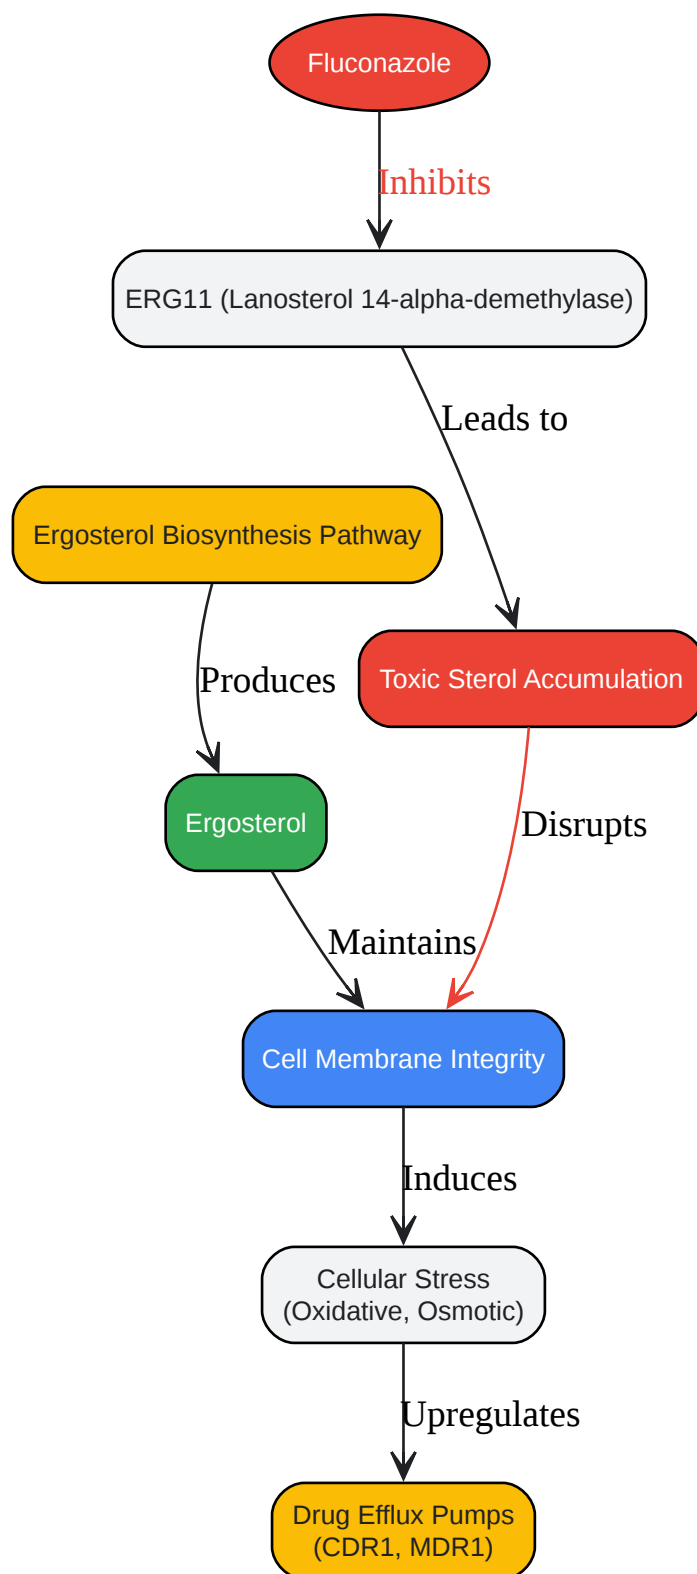 Fluconazole
Inhibits
ERG11 (Lanosterol 14-alpha-demethylase)
Leads to
Ergosterol Biosynthesis Pathway
Produces
Toxic Sterol Accumulation
Ergosterol
Disrupts
Maintains
Cell Membrane Integrity
Induces
Cellular Stress
(Oxidative, Osmotic)
Upregulates
Drug Efflux Pumps
(CDR1, MDR1)